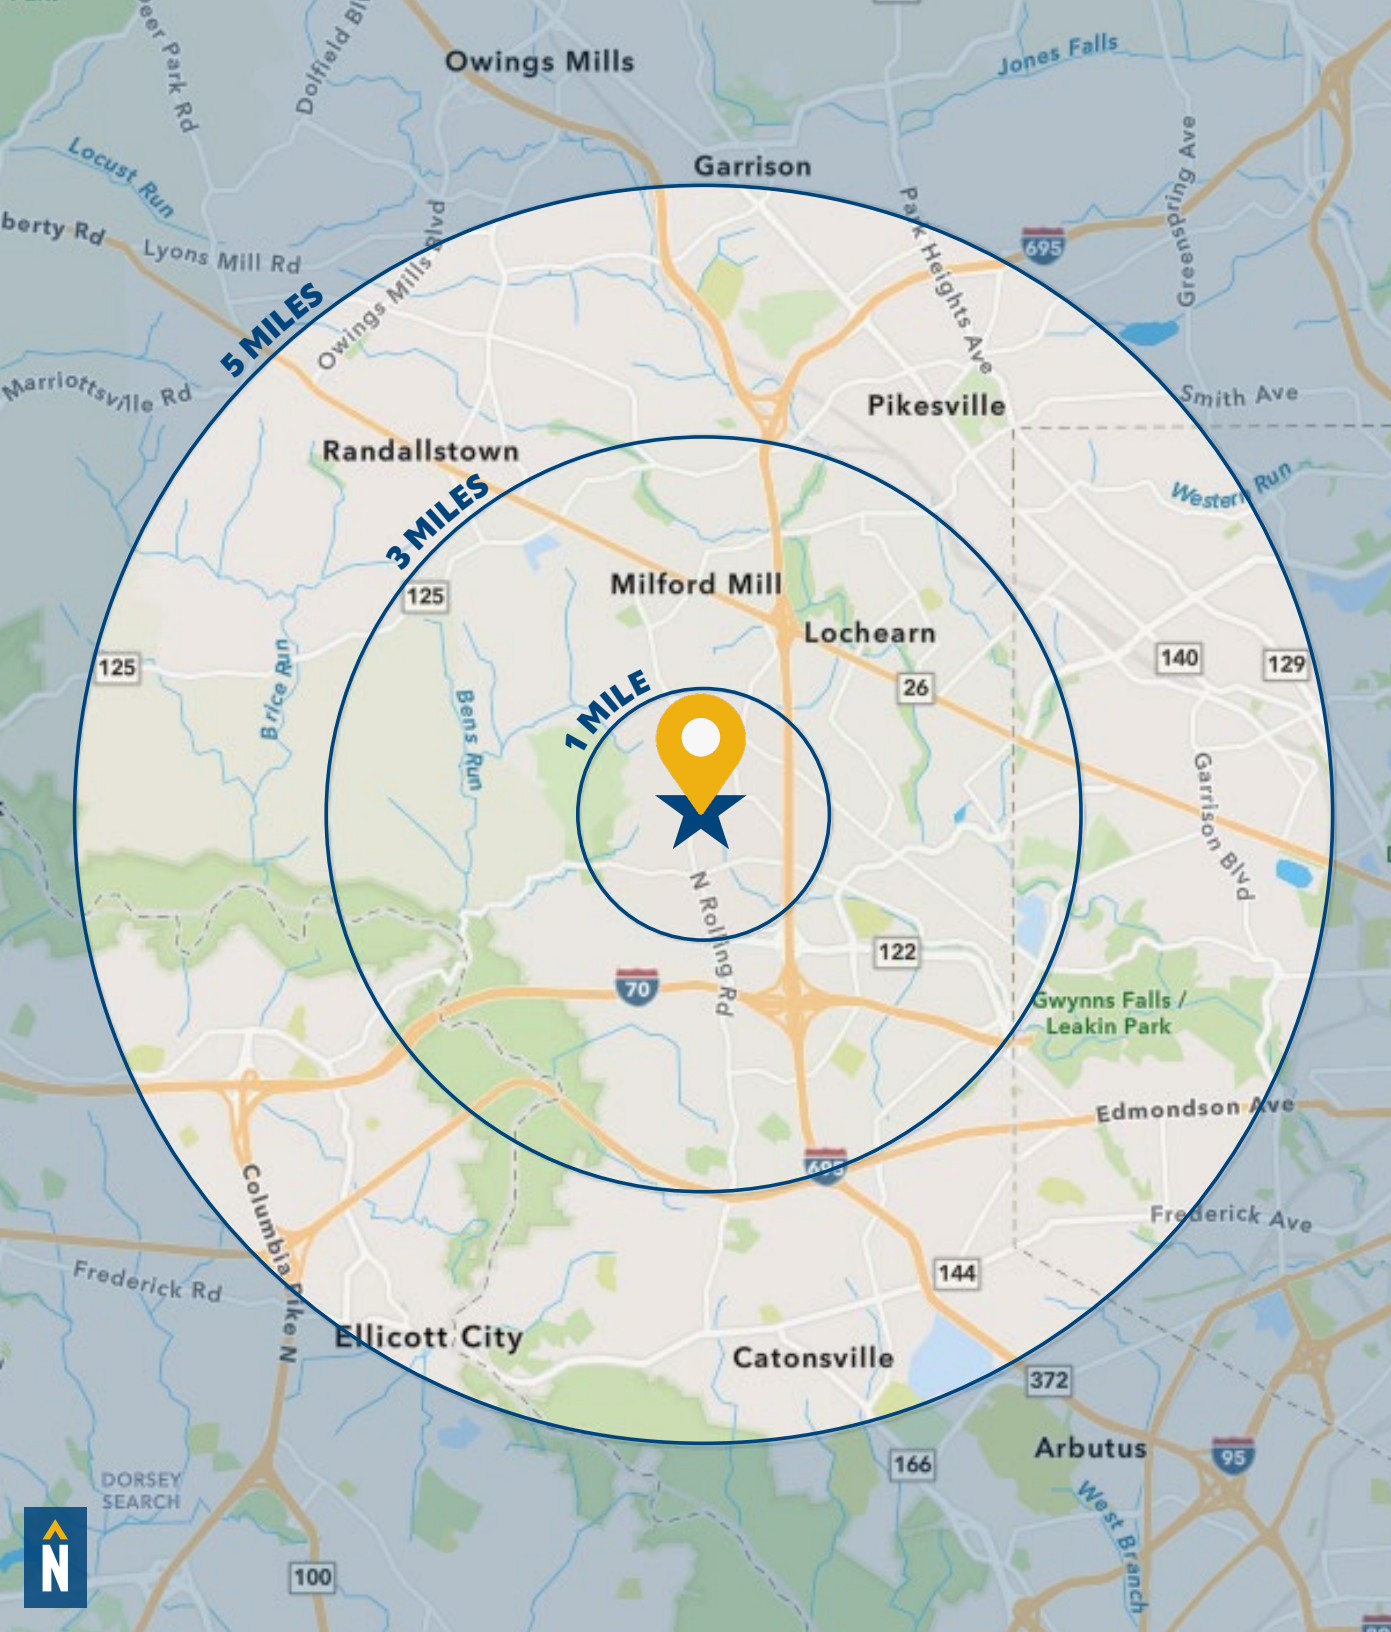 Deer Park Rd
Dolfield
Owings Mills
Jones Falls
Locust Run
Garrison
Greenspring Ave
Park Heights Ave
berty Rd
Lyons Mill Rd
Owings Mills Blvd
695
5 MILES
Marriottsville Rd
Smith Ave
Pikesville
Randallstown
3 MILES
Western Run
125
Milford Mill
Lochearn
125
Brice Run
Bens Run
1 MILE
26
140
129
Garrison Blvd
N Rolling Rd
122
70
Gwynns Falls /
Leakin Park
Edmondson Ave
695
Columbia Pike N
Frederick Ave
Frederick Rd
144
Ellicott City
Catonsville
372
Arbutus
166
95
DORSEY
SEARCH
West Branch
N
100